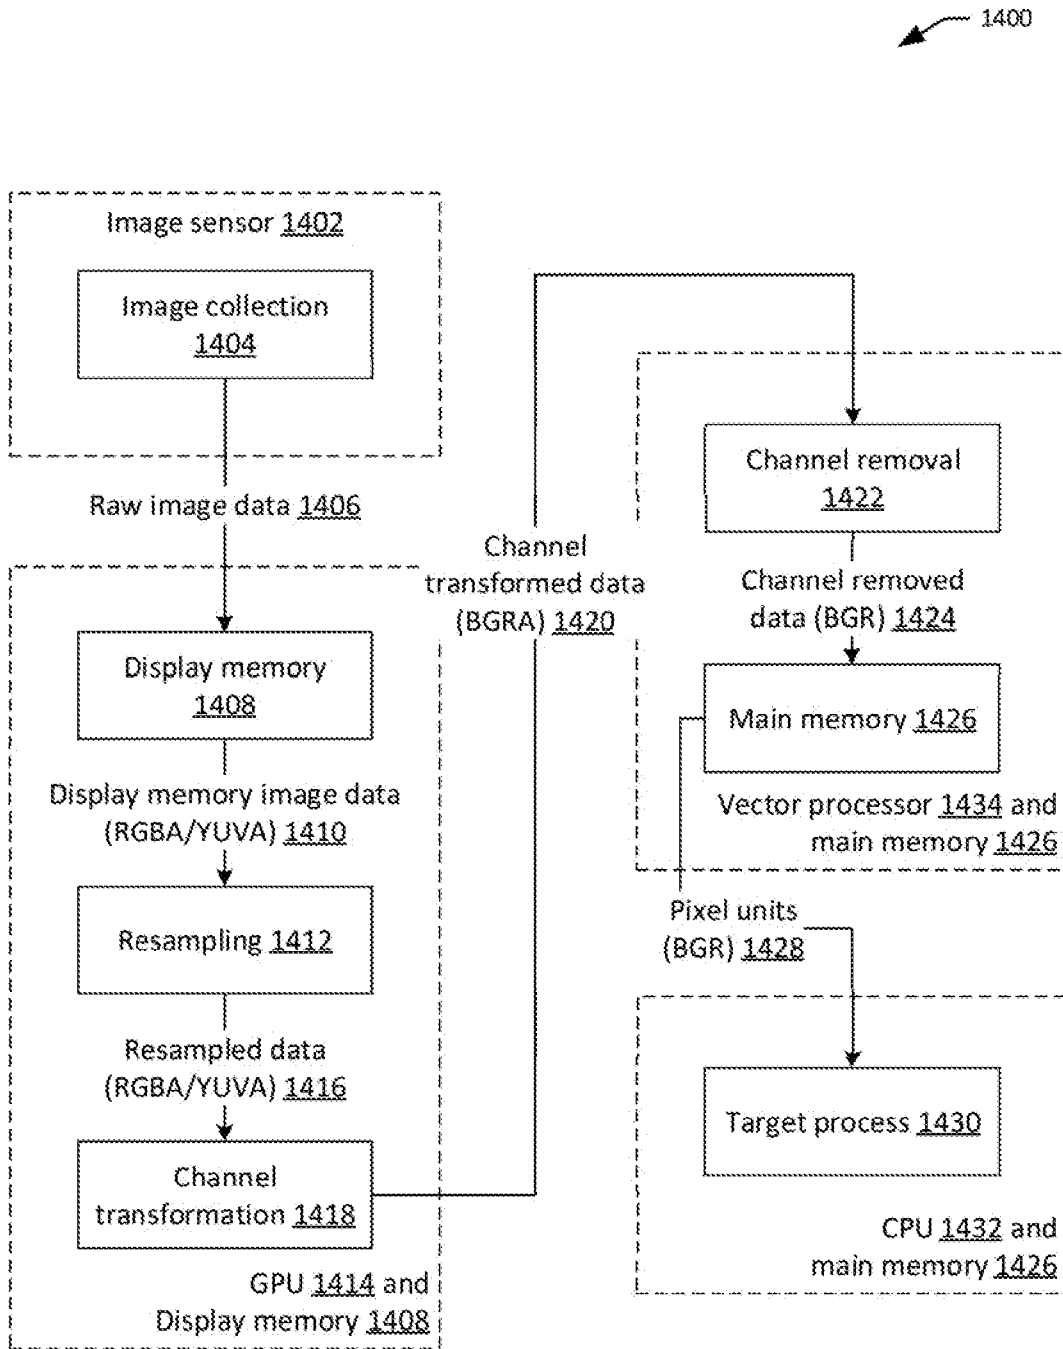 1400
Image sensor 1402
Image collection
1404
Raw image data 1406
Display memory
1408
Display memory image data
(RGBA/YUVA) 1410
Resampling 1412
Resampled data
(RGBA/YUVA) 1416
Channel
transformation 1418
GPU 1414 and
Display memory 1408
Channel
transformed data
(BGRA) 1420
Channel removal
1422
Channel removed
data (BGR) 1424
Main memory 1426
Vector processor 1434 and
main memory 1426
Pixel units
(BGR) 1428
Target process 1430
CPU 1432 and
main memory 1426